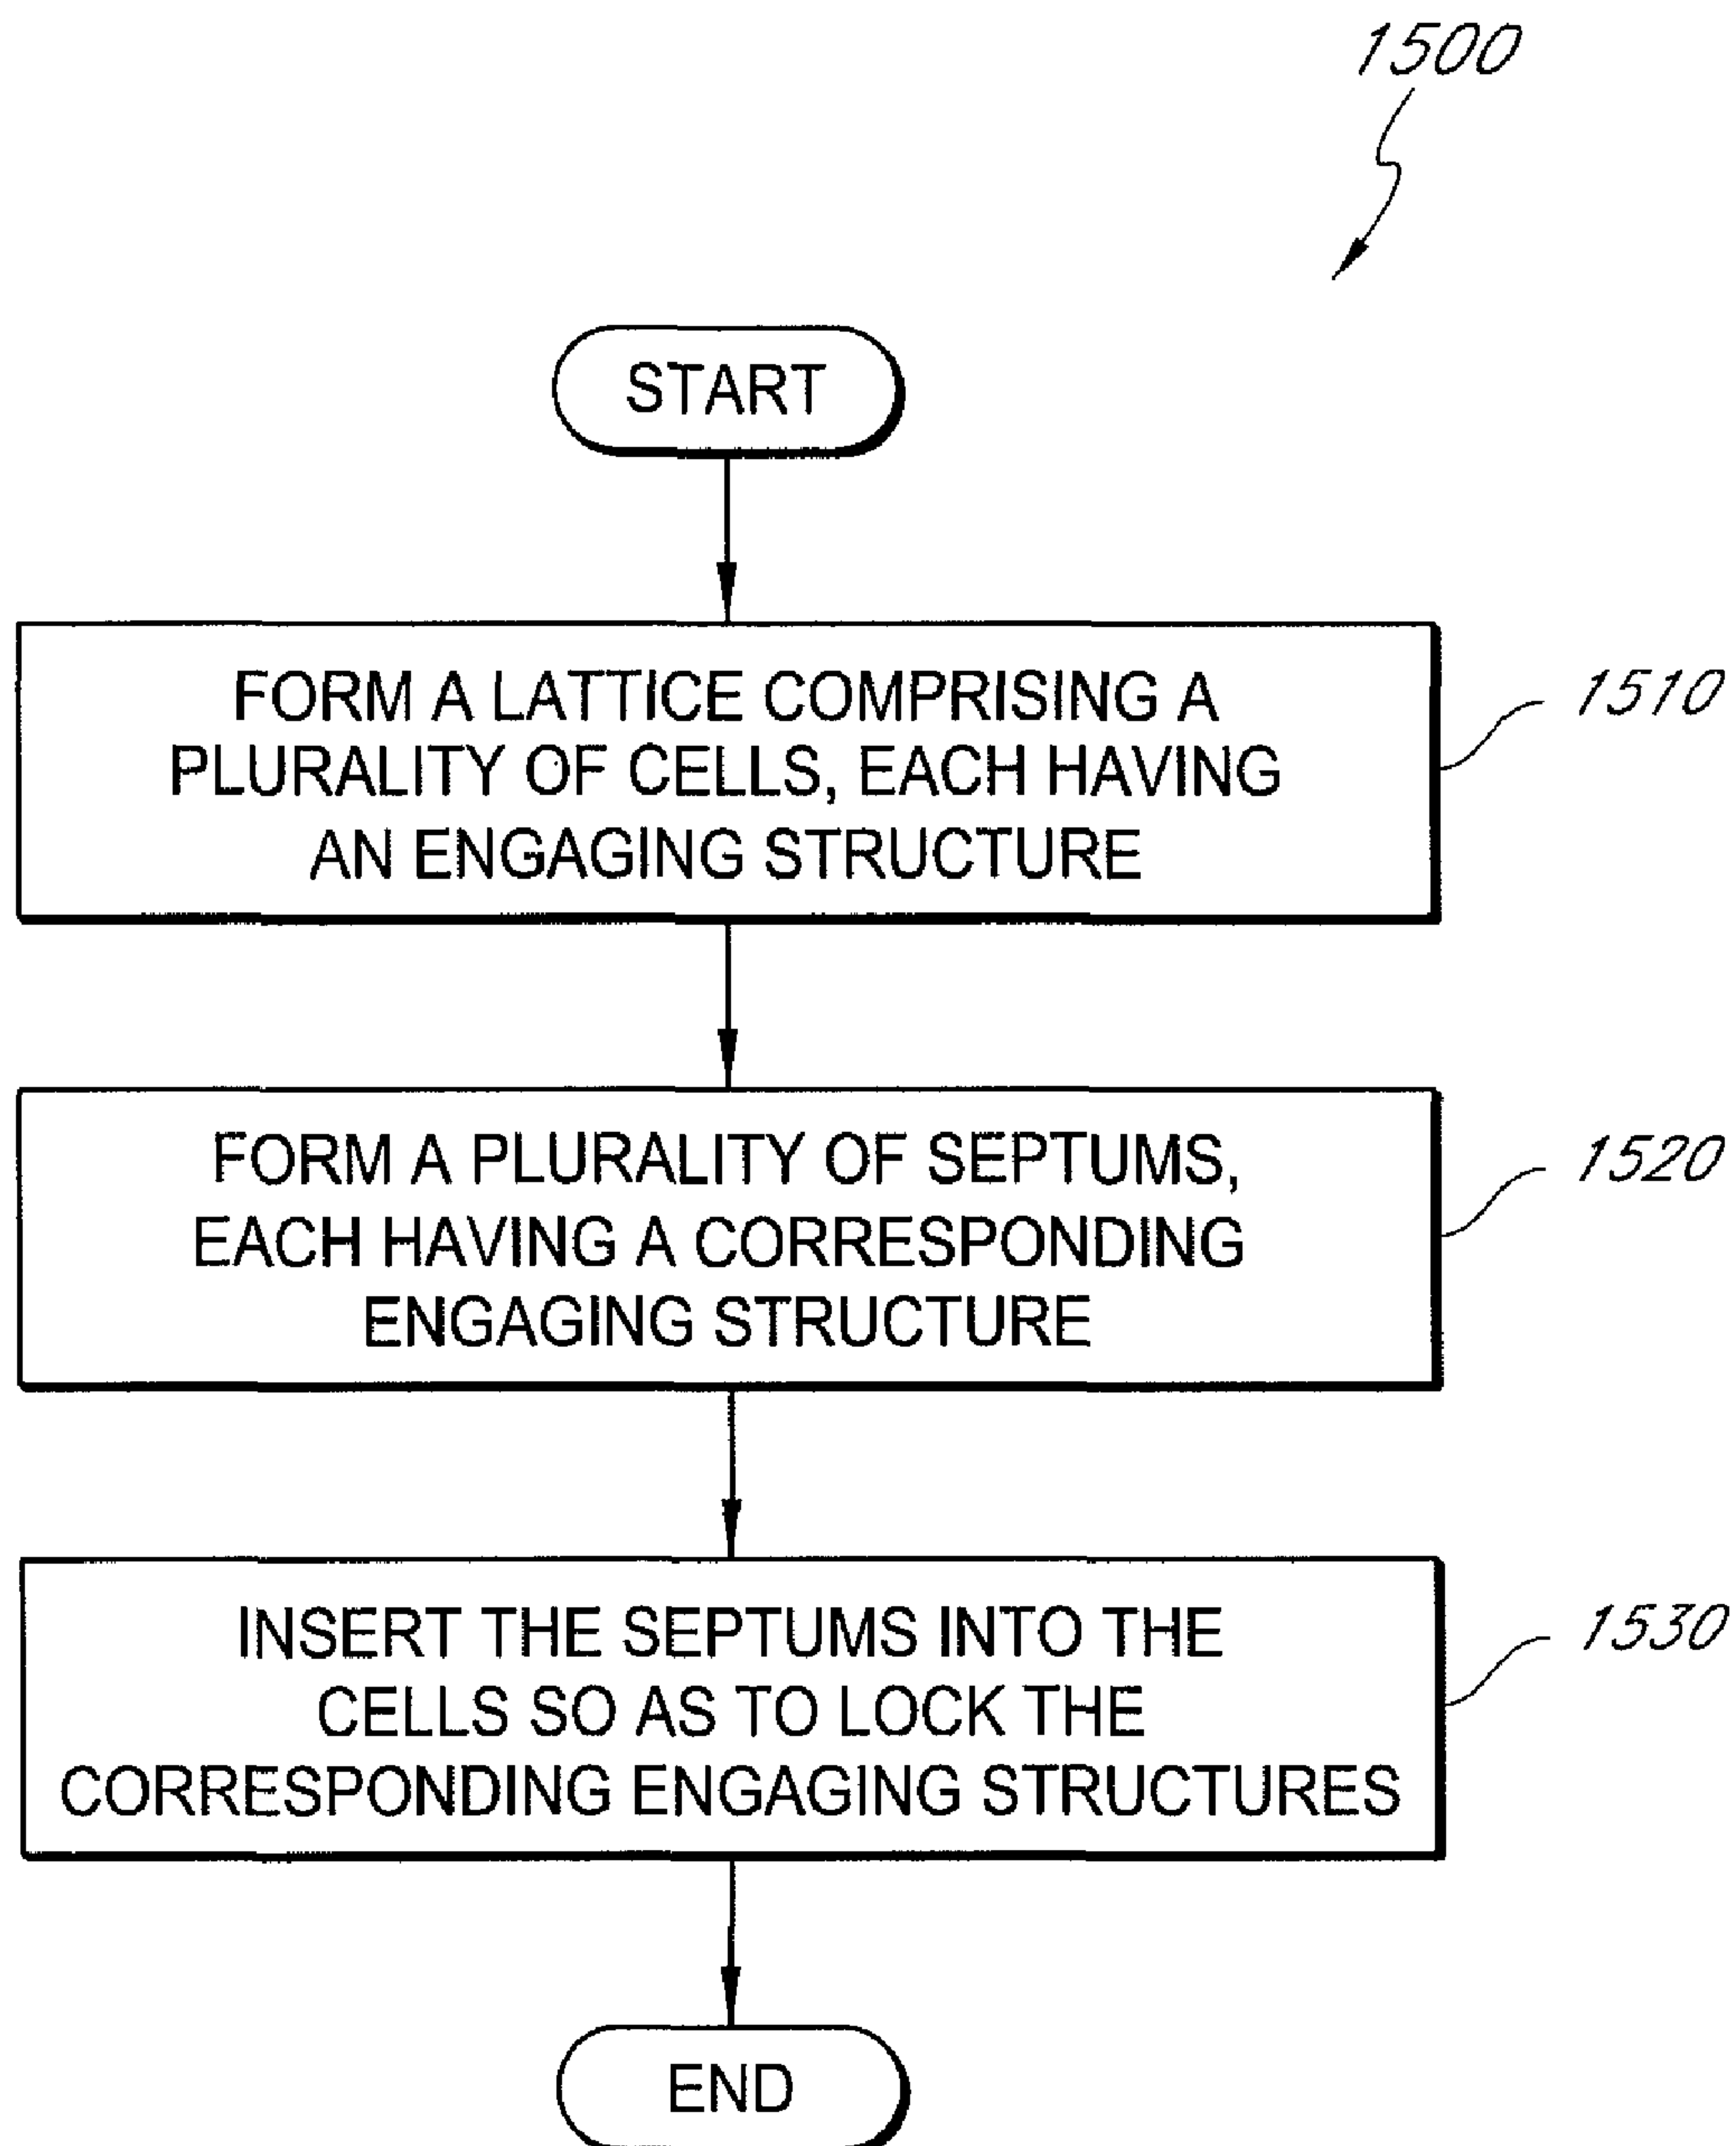 1500
START
FORM A LATTICE COMPRISING A
PLURALITY OF CELLS, EACH HAVING
AN ENGAGING STRUCTURE
1510
FORM A PLURALITY OF SEPTUMS,
EACH HAVING A CORRESPONDING
ENGAGING STRUCTURE
1520
INSERT THE SEPTUMS INTO THE
CELLS SO AS TO LOCK THE
CORRESPONDING ENGAGING STRUCTURES
1530
END